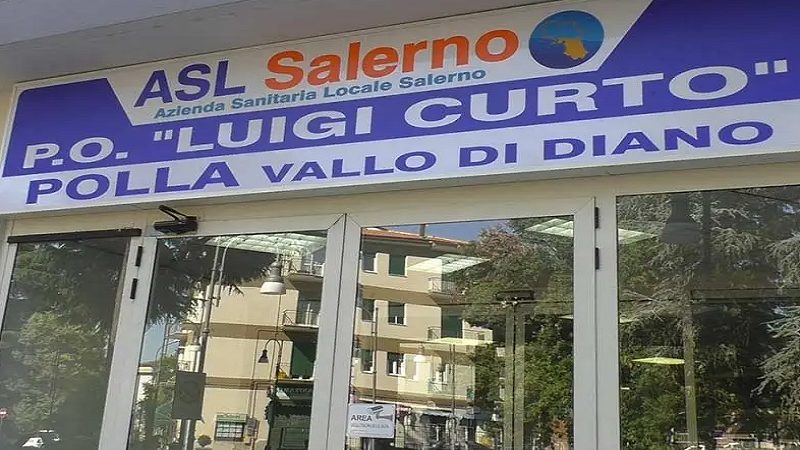 ASL Salerno
Azienda Sanitaria Locale Salerno
P.O. "LUIGI CURTO"
POLLA VALLO DI DIANO
AREA